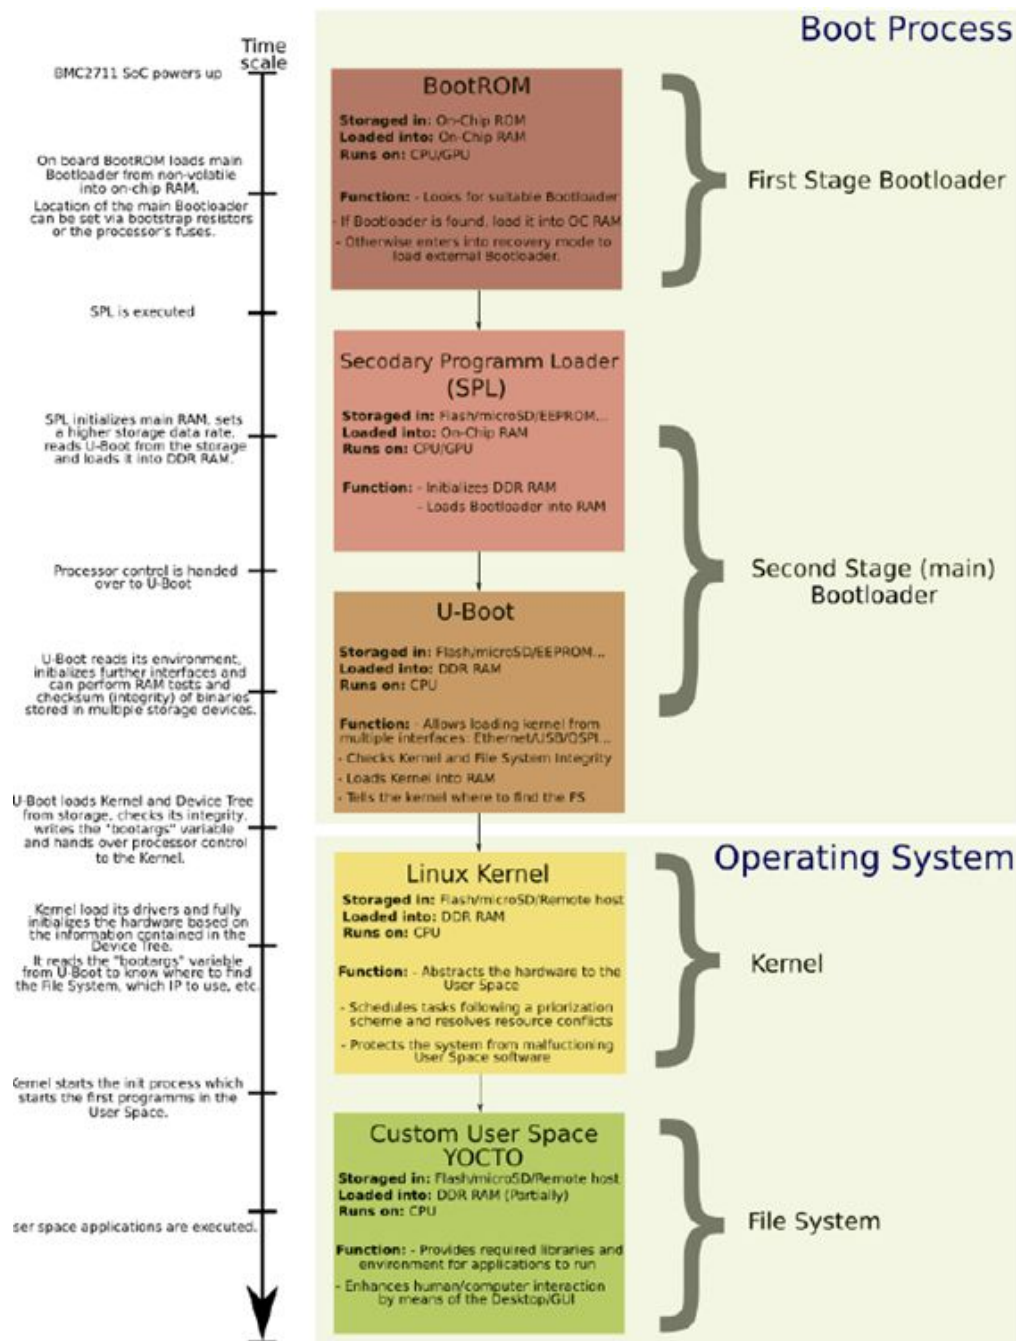 Boot Process
Time
scale
BMC2711 SoC powers up
On board BootROM loads main
Bootloader from non-volatile
into on-chip RAM.
Location of the main Bootloader
can be set via bootstrap resistors
or the processor's fuses.
SPL is executed
SPL initializes main RAM, sets
a higher storage data rate,
reads U-Boot from the storage
and loads it into DDR RAM.
Processor control is handed
over to U-Boot
U-Boot reads its environment,
initializes further interfaces and
can perform RAM tests and
checksum (integrity) of binaries
stored in multiple storage devices.
U-Boot loads Kernel and Device Tree
from storage, checks its integrity,
writes the "bootargs" variable
and hands over processor control
to the Kernel.
Kernel load its drivers and fully
initializes the hardware based on
the information contained in the
Device Tree.
It reads the "bootargs" variable
from U-Boot to know where to find
the File System, which IP to use, etc.
Kernel starts the init process which
starts the first programms in the
User Space.
ser space applications are executed.
BootROM
Storaged in: On-Chip ROM
Loaded into: On-Chip RAM
Runs on: CPU/GPU
Function: - Looks for suitable Bootloader
- If Bootloader is found, load it into OC RAM
- Otherwise enters into recovery mode to
load external Bootloader.
First Stage Bootloader
Secodary Programm Loader
(SPL)
Storaged in: Flash/microSD/EEPROM...
Loaded into: On-Chip RAM
Runs on: CPU/GPU
Function: - Initializes DDR RAM
- Loads Bootloader into RAM
Second Stage (main)
Bootloader
U-Boot
Storaged in: Flash/microSD/EEPROM...
Loaded into: DDR RAM
Runs on: CPU
Function: - Allows loading kernel from
multiple interfaces: Ethernet/USB/QSPI...
- Checks Kernel and File System Integrity
- Loads Kernel into RAM
- Tells the kernel where to find the FS
Operating System
Linux Kernel
Storaged in: Flash/microSD/Remote host
Loaded into: DDR RAM
Runs on: CPU
Function: - Abstracts the hardware to the
User Space
- Schedules tasks following a priorization
scheme and resolves resource conflicts
- Protects the system from malfuctioning
User Space software
Kernel
Custom User Space
YOCTO
Storaged in: Flash/microSD/Remote host
Loaded into: DDR RAM (Partially)
Runs on: CPU
Function: - Provides required libraries and
environment for applications to run
- Enhances human/computer interaction
by means of the Desktop/GUI
File System